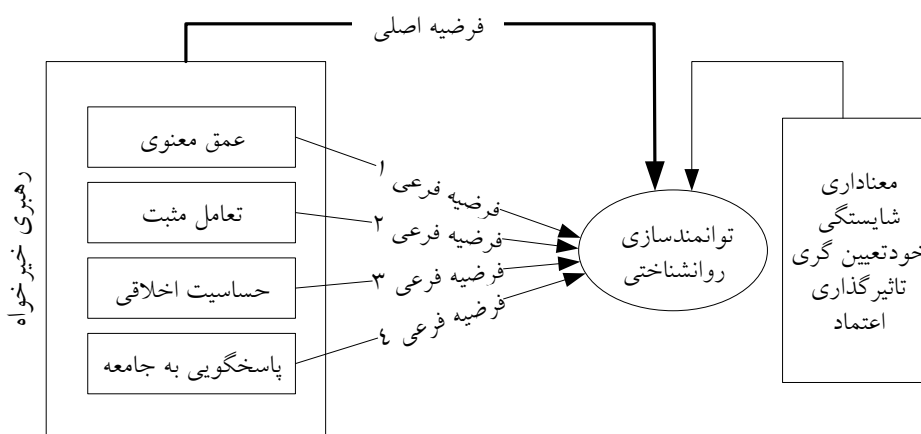 فرضیه اصلی
رهبری خیرخواه
عمق معنوی
تعامل مثبت
حساسیت اخلاقی
پاسخگویی به جامعه
فرضیه فرعی ۱
فرضیه فرعی ۲
فرضیه فرعی ۳
فرضیه فرعی ٤
توانمندسازی
روانشناختی
معناداری
شایستگی
خودتعیین گری
تاثیرگذاری
اعتماد